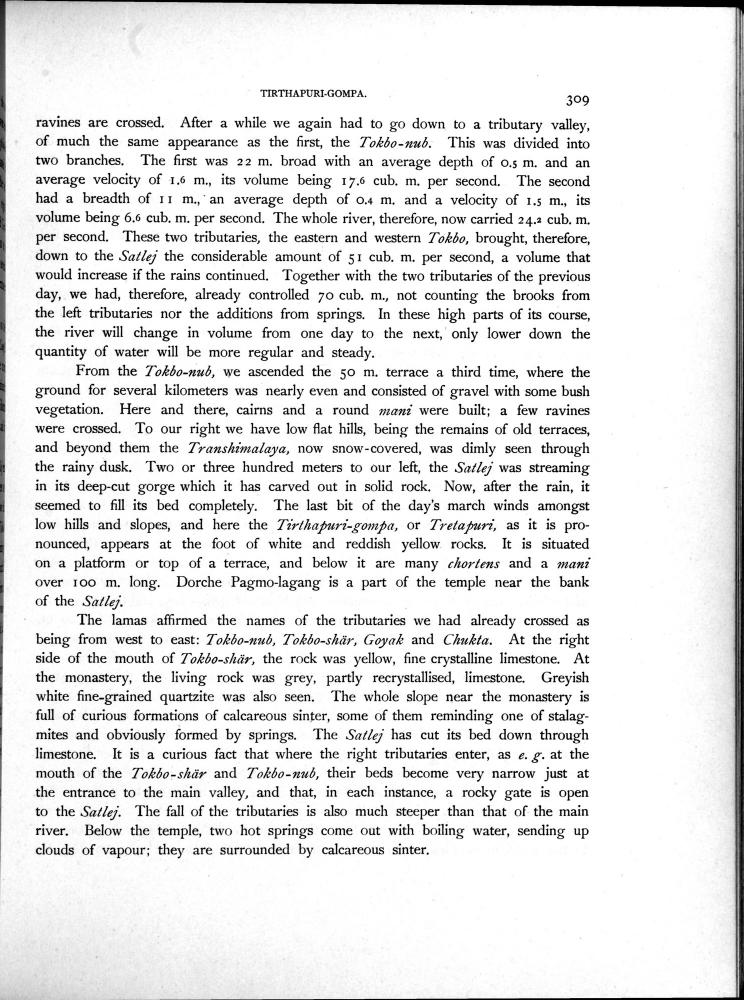 TIRTHAPURI-GOMPA.
309
ravines are crossed. After a while we again had to go down to a tributary valley,
of much the same appearance as the first, the Tokbo-nub. This was divided into
two branches. The first was 22 m. broad with an average depth of 0.5 m. and an
average velocity of 1.6 m., its volume being 17.6 cub. m. per second. The second
had a breadth of 11 m., an average depth of 0.4 m. and a velocity of 1.5 m., its
volume being 6.6 cub. m. per second. The whole river, therefore, now carried 24.2 cub. m.
per second. These two tributaries, the eastern and western Tokbo, brought, therefore,
down to the Satlej the considerable amount of 51 cub. m. per second, a volume that
would increase if the rains continued. Together with the two tributaries of the previous
day, we had, therefore, already controlled 70 cub. m., not counting the brooks from
the left tributaries nor the additions from springs. In these high parts of its course,
the river will change in volume from one day to the next, only lower down the
quantity of water will be more regular and steady.
From the Tokbo-nub, we ascended the 50 m. terrace a third time, where the
ground for several kilometers was nearly even and consisted of gravel with some bush
vegetation. Here and there, cairns and a round mani were built; a few ravines
were crossed. To our right we have low flat hills, being the remains of old terraces,
and beyond them the Transhimalaya, now snow-covered, was dimly seen through
the rainy dusk. Two or three hundred meters to our left, the Satlej was streaming
in its deep-cut gorge which it has carved out in solid rock. Now, after the rain, it
seemed to fill its bed completely. The last bit of the day's march winds amongst
low hills and slopes, and here the Tirthapuri-gompa, or Tretapuri, as it is pro-
nounced, appears at the foot of white and reddish yellow rocks. It is situated
on a platform or top of a terrace, and below it are many chortens and a mani
over 100 m. long. Dorche Pagmo-lagang is a part of the temple near the bank
of the Satlej.
The lamas affirmed the names of the tributaries we had already crossed as
being from west to east: Tokbo-nub, Tokbo-shär, Goyak and Chukta. At the right
side of the mouth of Tokbo-shär, the rock was yellow, fine crystalline limestone. At
the monastery, the living rock was grey, partly recrystallised, limestone. Greyish
white fine-grained quartzite was also seen. The whole slope near the monastery is
full of curious formations of calcareous sinter, some of them reminding one of stalag-
mites and obviously formed by springs. The Satlej has cut its bed down through
limestone. It is a curious fact that where the right tributaries enter, as e. g. at the
mouth of the Tokbo-shär and Tokbo-nub, their beds become very narrow just at
the entrance to the main valley, and that, in each instance, a rocky gate is open
to the Satlej. The fall of the tributaries is also much steeper than that of the main
river. Below the temple, two hot springs come out with boiling water, sending up
clouds of vapour; they are surrounded by calcareous sinter.